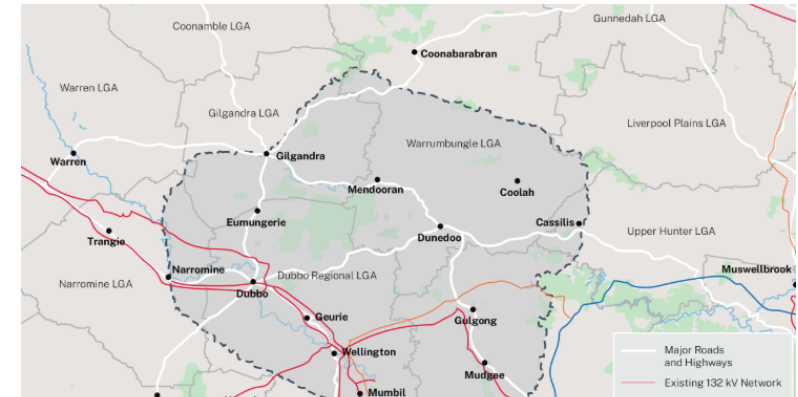 Coonamble LGA
Gunnedah LGA
Coonabarabran
Warren LGA
Gilgandra LGA
Liverpool Plains LGA
Warrumbungle LGA
Warren
Gilgandra
Mendooran
Coolah
Eumungerie
Cassilis
Trangie
Dunedoo
Upper Hunter LGA
Narromine
Dubbo Regional LGA
Muswellbrook
Narromine LGA
Dubbo
Geurie
Gulgong
Wellington
Mudgee
Mumbil
Major Roads
and Highways
Existing 132 kV Network